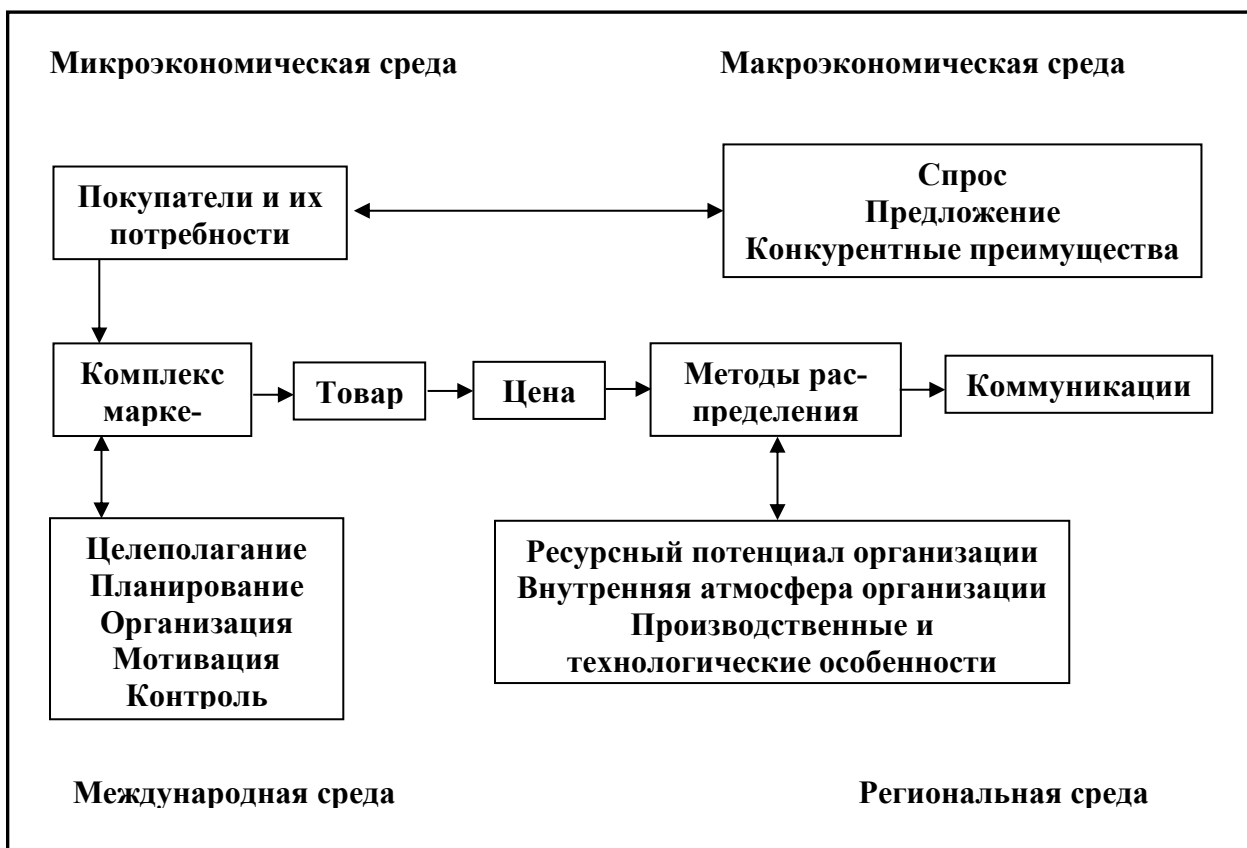 Микроэкономическая среда
Макроэкономическая среда
Покупатели и их
потребности
Спрос
Предложение
Конкурентные преимущества
Комплекс
марке-
Товар
Цена
Методы рас-
пределения
Коммуникации
Целеполагание
Планирование
Организация
Мотивация
Контроль
Ресурсный потенциал организации
Внутренняя атмосфера организации
Производственные и
технологические особенности
Международная среда
Региональная среда